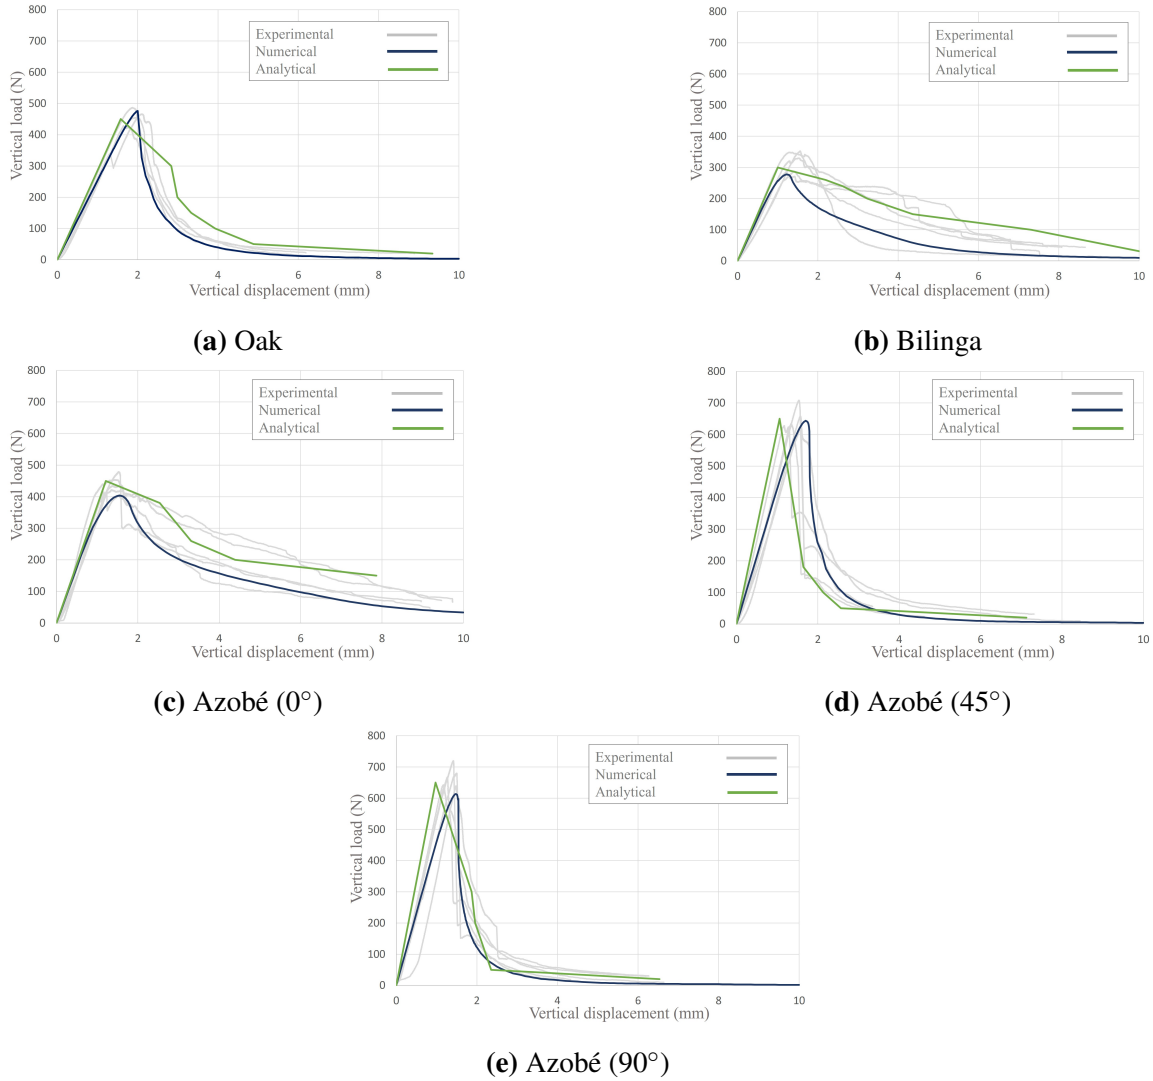 800
700
600
500
400
300
200
100
0
Vertical load (N)
Experimental
Numerical
Analytical
0 2 4 6 8 10
Vertical displacement (mm)
(a) Oak
800
700
600
500
400
300
200
100
0
Vertical load (N)
Experimental
Numerical
Analytical
0 2 4 6 8 10
Vertical displacement (mm)
(b) Bilinga
800
700
600
500
400
300
200
100
0
Vertical load (N)
Experimental
Numerical
Analytical
0 2 4 6 8 10
Vertical displacement (mm)
(c) Azobé (0°)
800
700
600
500
400
300
200
100
0
Vertical load (N)
Experimental
Numerical
Analytical
0 2 4 6 8 10
Vertical displacement (mm)
(d) Azobé (45°)
800
700
600
500
400
300
200
100
0
Vertical load (N)
Experimental
Numerical
Analytical
0 2 4 6 8 10
Vertical displacement (mm)
(e) Azobé (90°)